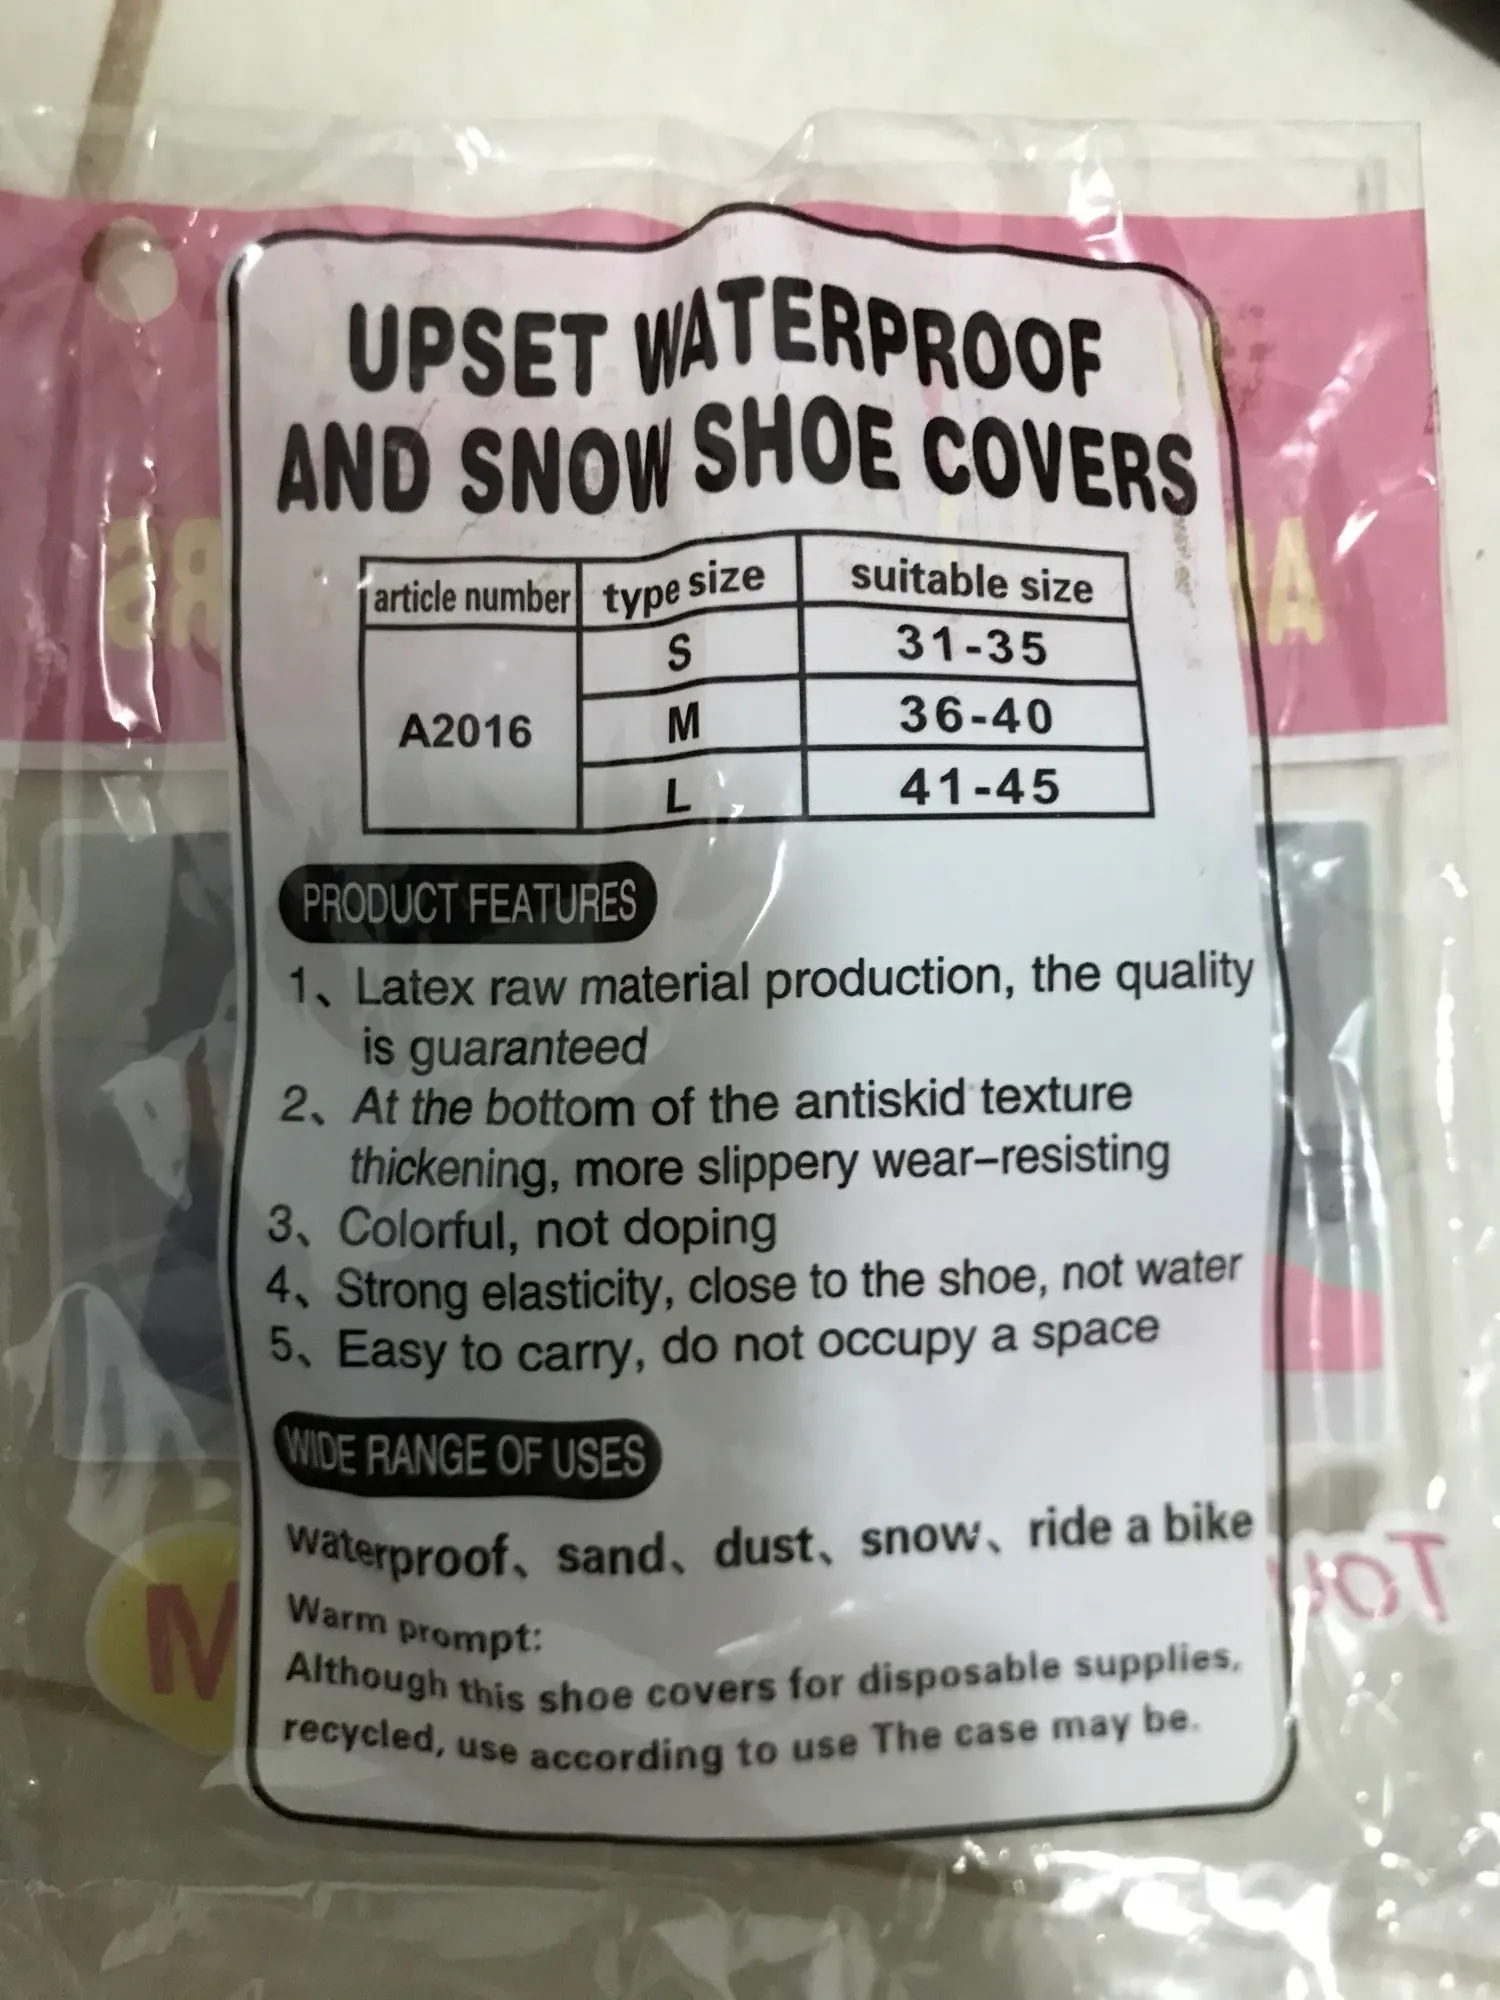 UPSET WATERPROOF
AND SNOW SHOE COVERS
article number type size suitable size
S 31-35
A2016 M 36-40
L 41-45
PRODUCT FEATURES
1、Latex raw material production, the quality
is guaranteed
2、At the bottom of the antiskid texture
thickening, more slippery wear-resisting
3、Colorful, not doping
4、Strong elasticity, close to the shoe, not water
5、Easy to carry, do not occupy a space
WIDE RANGE OF USES
waterproof、sand、dust、snow、ride a bike
Warm prompt:
Although this shoe covers for disposable supplies,
recycled, use according to use The case may be.
M